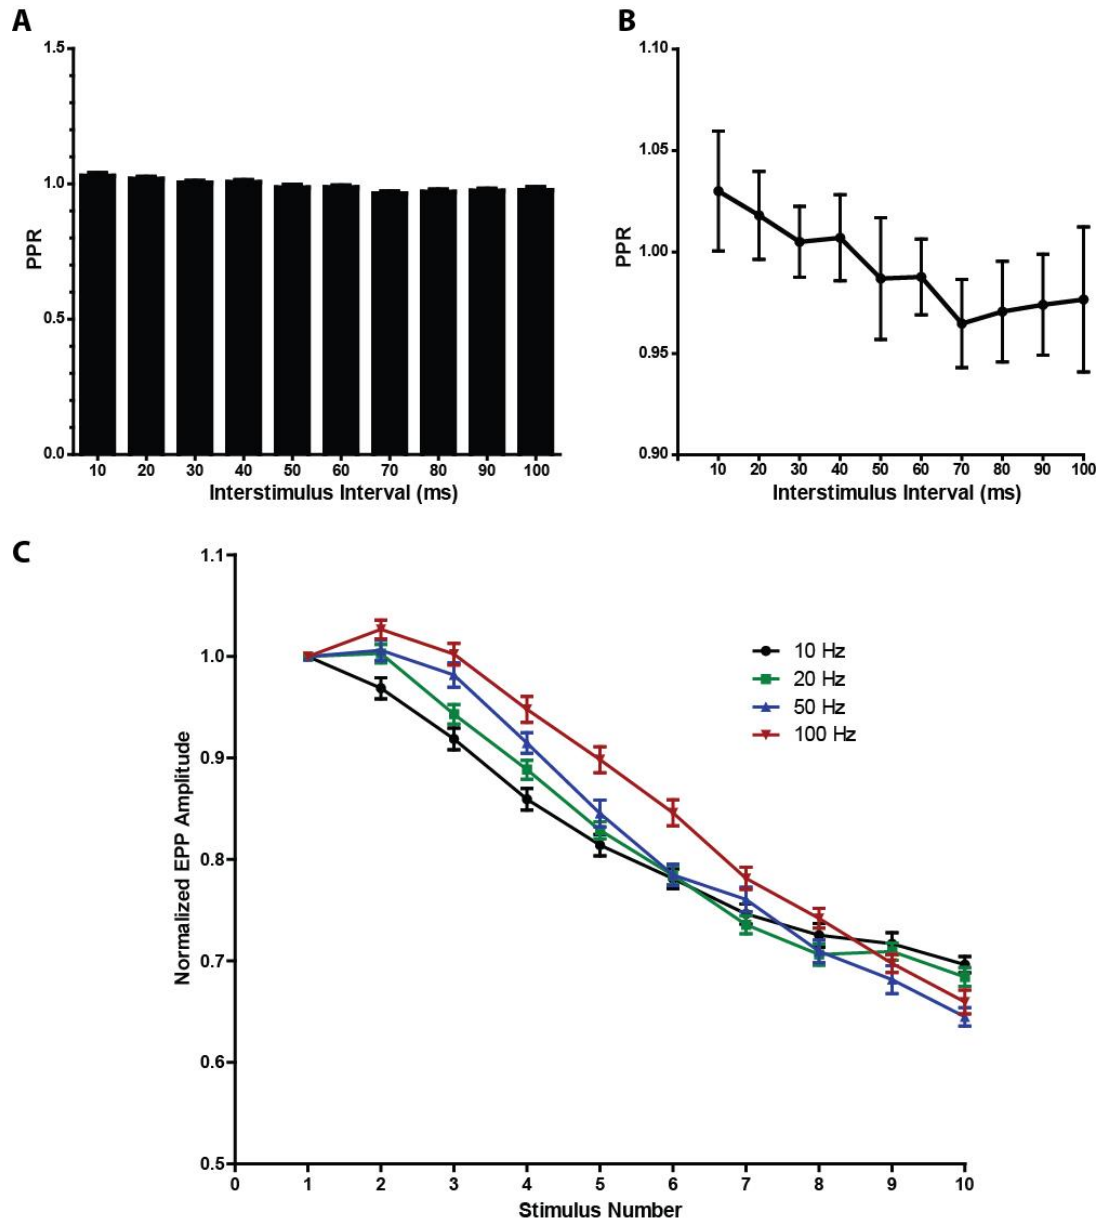 A
1.5
1.0
0.5
0.0
PPR
10 20 30 40 50 60 70 80 90 100
Interstimulus Interval (ms)
B
1.10
1.05
1.00
0.95
0.90
PPR
10 20 30 40 50 60 70 80 90 100
Interstimulus Interval (ms)
C
1.1
1.0
0.9
0.8
0.7
0.6
0.5
Normalized EPP Amplitude
10 Hz
20 Hz
50 Hz
100 Hz
0 1 2 3 4 5 6 7 8 9 10
Stimulus Number